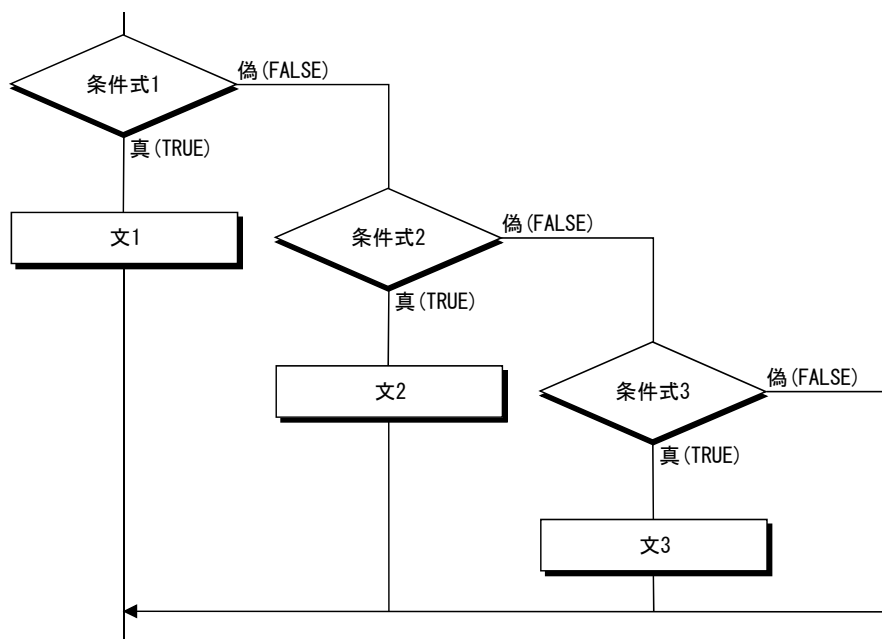 条件式1
偽(FALSE)
真(TRUE)
文1
条件式2
偽(FALSE)
真(TRUE)
文2
条件式3
偽(FALSE)
真(TRUE)
文3